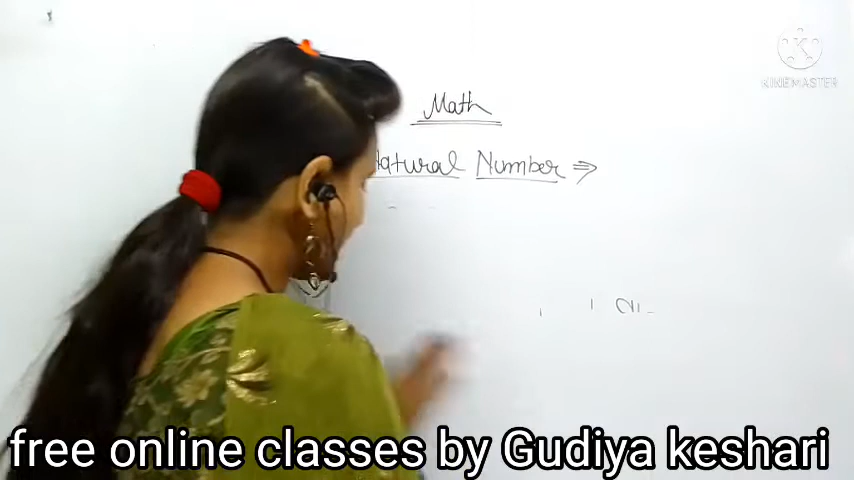 Math
Natural Number ⇒
KINEMASTER
free online classes by Gudiya keshari